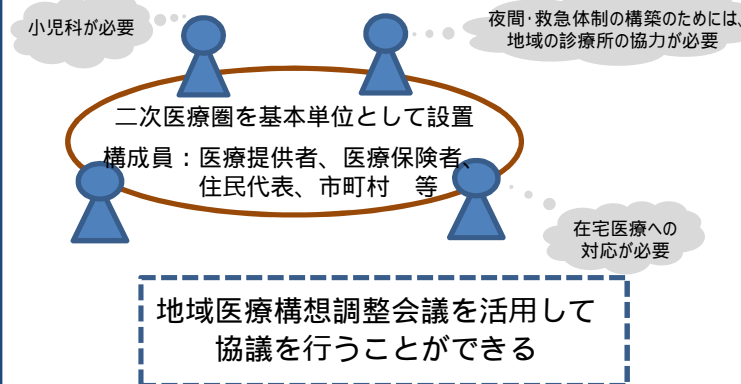 小児科が必要
夜間・救急体制の構築のためには、
地域の診療所の協力が必要
二次医療圏を基本単位として設置
構成員：医療提供者、医療保険者、
住民代表、市町村　等
在宅医療への
対応が必要
地域医療構想調整会議を活用して
協議を行うことができる